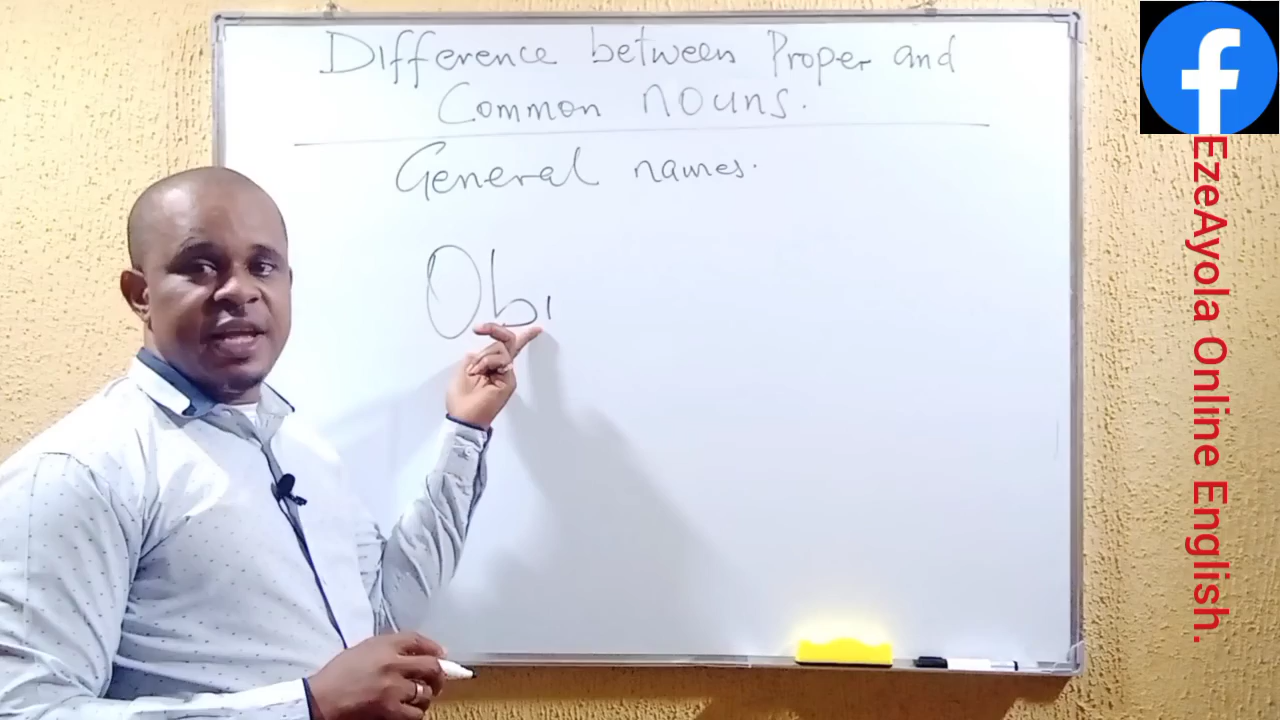 Difference between Proper and
Common nouns.
General names.
Obi
EzeAyola Online English.